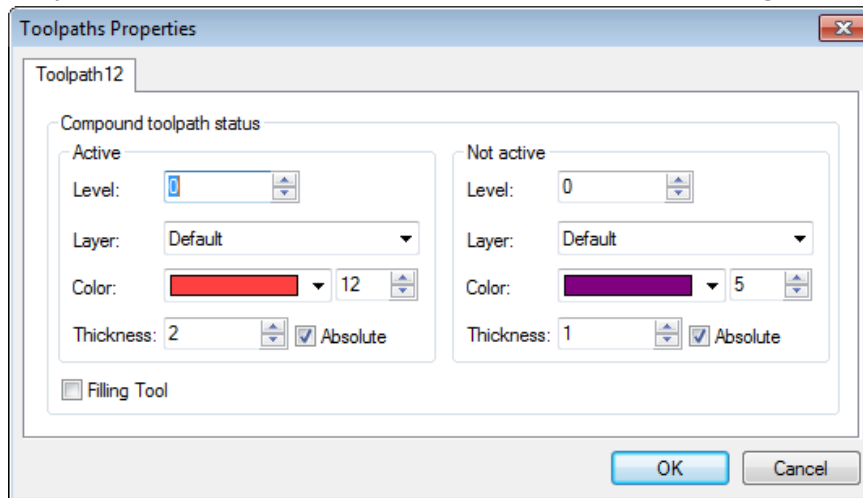 Toolpaths Properties
Toolpath12
Compound toolpath status
Active
Level: 0
Layer: Default
Color: 12
Thickness: 2 Absolute
Not active
Level: 0
Layer: Default
Color: 5
Thickness: 1 Absolute
Filling Tool
OK Cancel